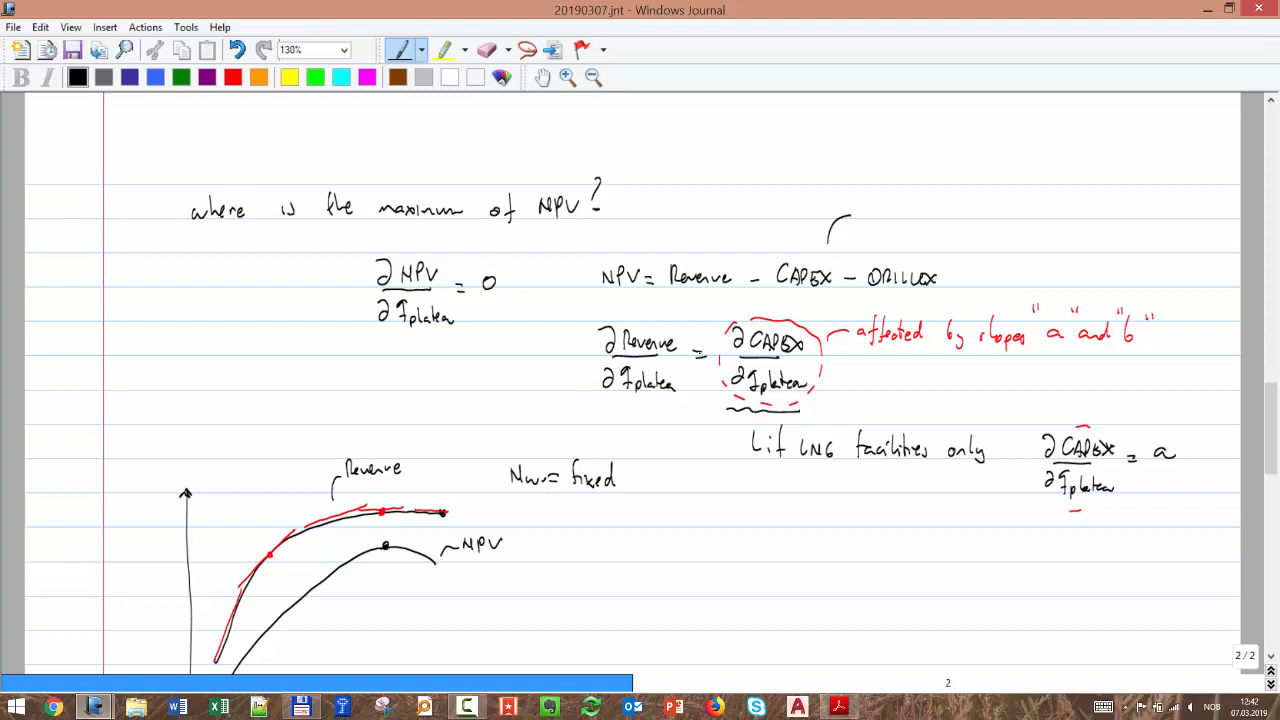 20190307.jnt - Windows Journal
File Edit View Insert Actions Tools Help
130%
B I
where is the maximum of NPV?
∂ NPV / ∂ qplateau = 0
NPV = Revenue - CAPEX - DRILLEX
∂ Revenue / ∂ qplateau = ∂ CAPEX / ∂ qplateau
affected by slopes "a" and "b"
if LNG facilities only
∂ CAPEX / ∂ qplateau = a
Revenue
Nw = fixed
NPV
2 / 2
2
NOB
12:42
07.03.2019